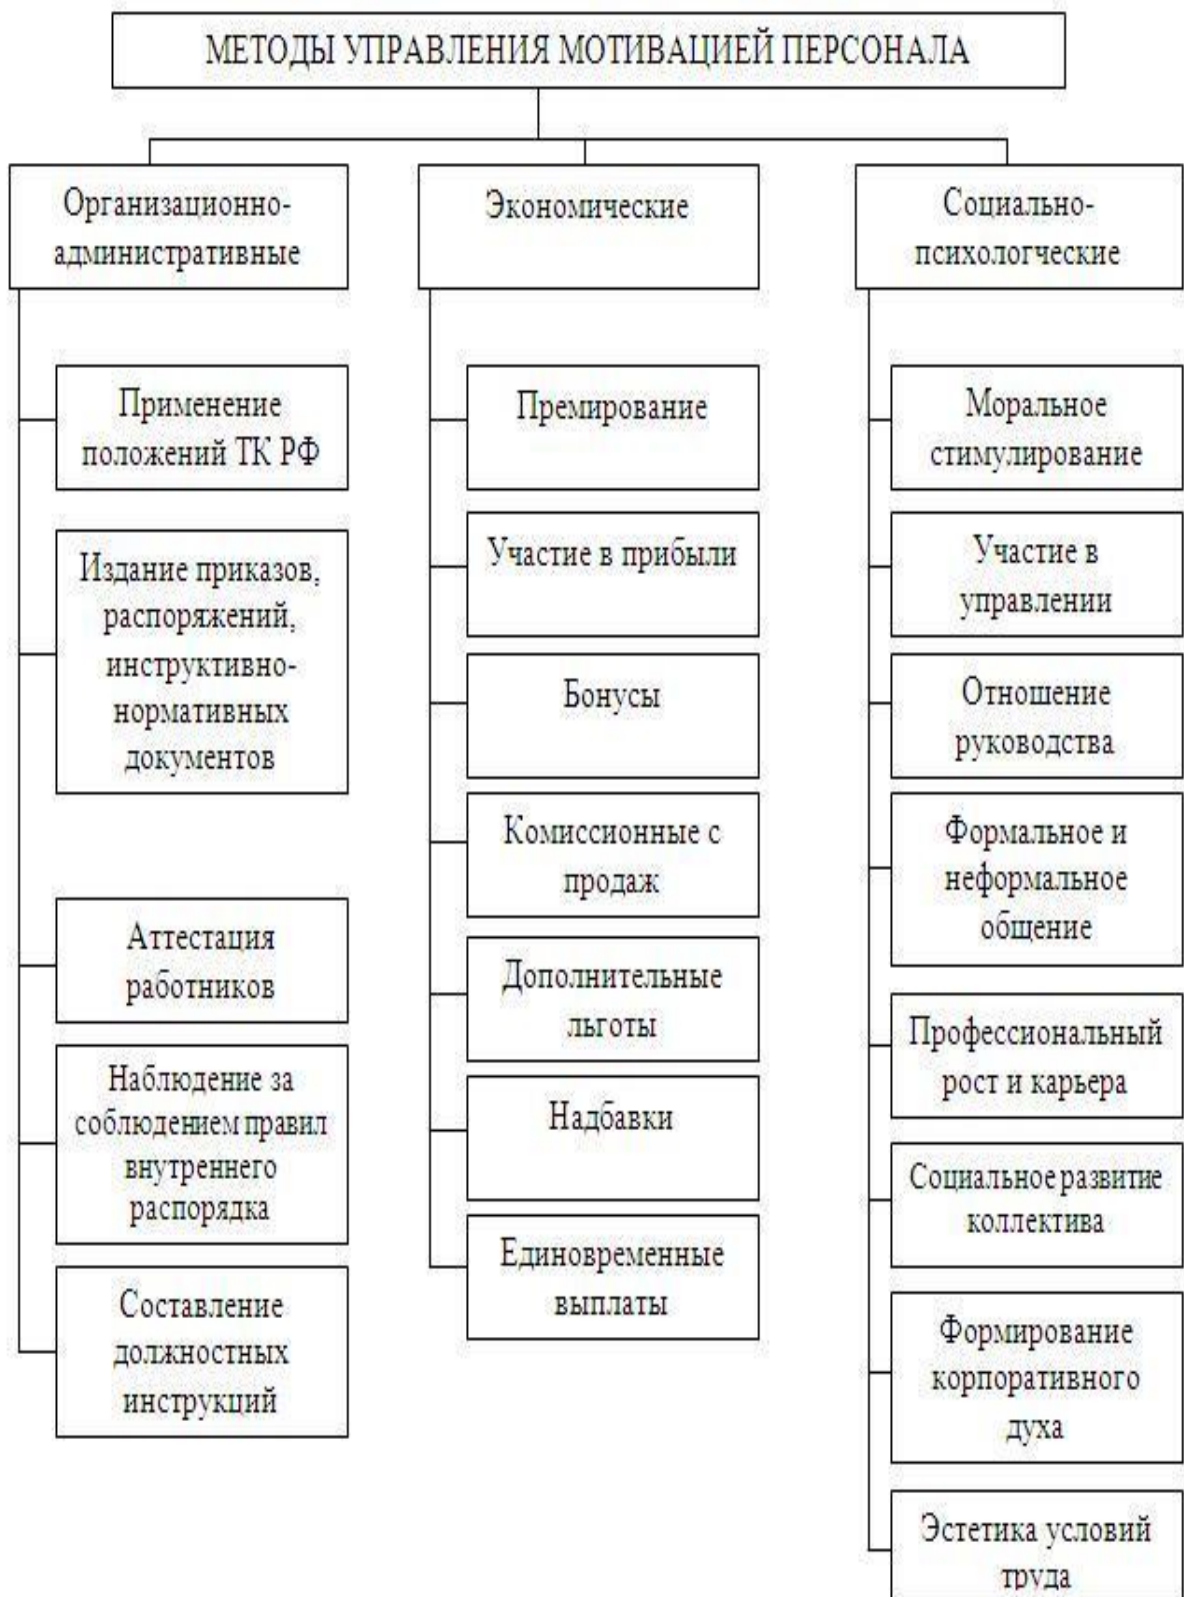 МЕТОДЫ УПРАВЛЕНИЯ МОТИВАЦИЕЙ ПЕРСОНАЛА
Организационно-
административные
Применение
положений ТК РФ
Издание приказов,
распоряжений,
инструктивно-
нормативных
документов
Аттестация
работников
Наблюдение за
соблюдением правил
внутреннего
распорядка
Составление
должностных
инструкций
Экономические
Премирование
Участие в прибыли
Бонусы
Комиссионные с
продаж
Дополнительные
льготы
Надбавки
Единовременные
выплаты
Социально-
психологческие
Моральное
стимулирование
Участие в
управлении
Отношение
руководства
Формальное и
неформальное
общение
Профессиональный
рост и карьера
Социальное развитие
коллектива
Формирование
корпоративного
духа
Эстетика условий
труда